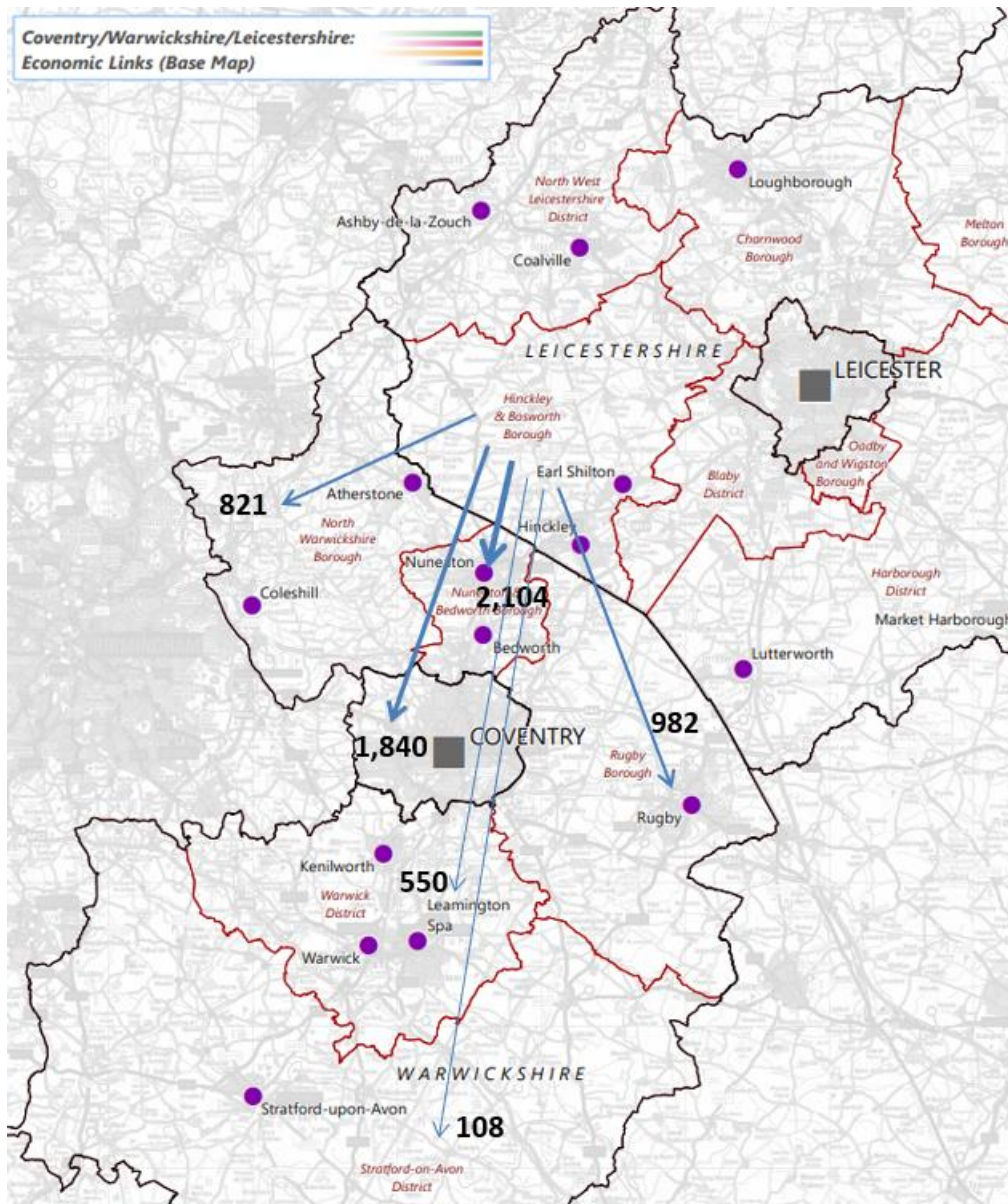 Coventry/Warwickshire/Leicestershire:
Economic Links (Base Map)
Loughborough
North West
Leicestershire
District
Ashby-de-la-Zouch
Melton
Borough
Charnwood
Borough
Coalville
LEICESTERSHIRE
LEICESTER
Hinckley
& Bosworth
Borough
Oadby
and Wigston
Borough
Earl Shilton
Blaby
District
Atherstone
821
North
Warwickshire
Borough
Hinckley
Nuneaton
Harborough
District
Coleshill
2,104
Nuneaton &
Bedworth Borough
Market Harborough
Bedworth
Lutterworth
982
COVENTRY
1,840
Rugby
Borough
Rugby
Kenilworth
550
Warwick
District
Leamington
Spa
Warwick
WARWICKSHIRE
Stratford-upon-Avon
108
Stratford-on-Avon
District